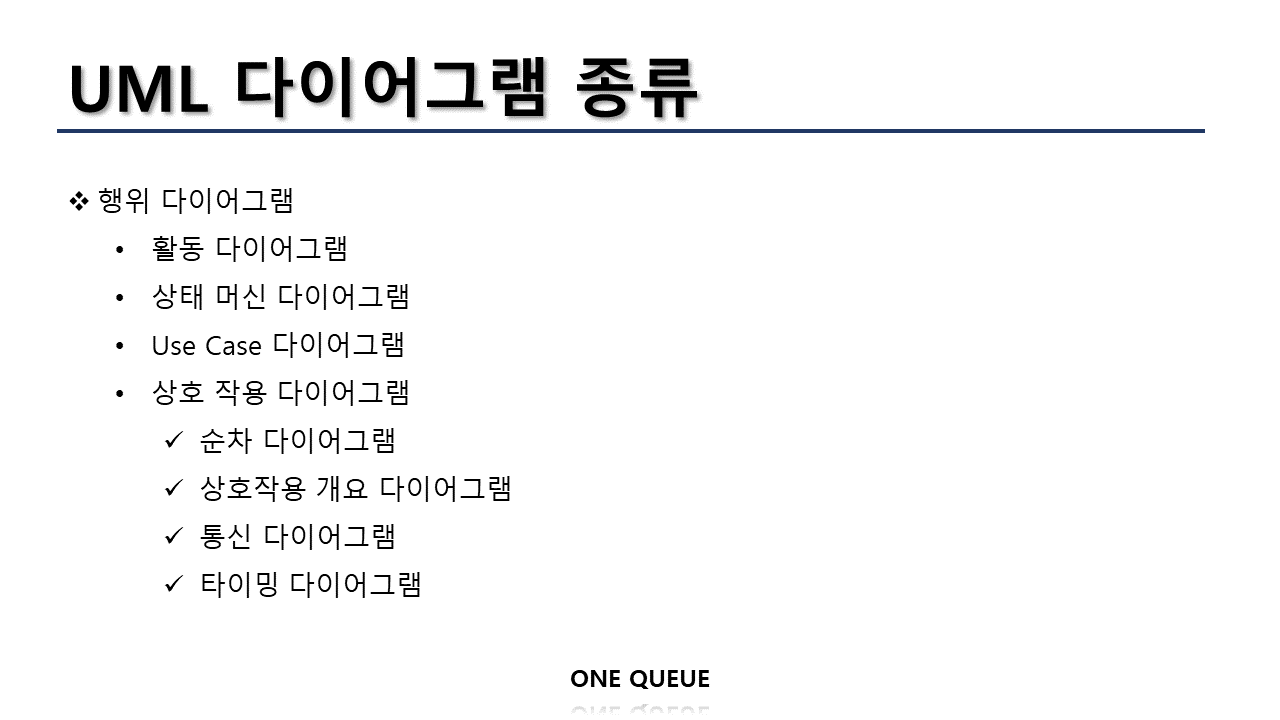 UML 다이어그램 종류
❖ 행위 다이어그램
• 활동 다이어그램
• 상태 머신 다이어그램
• Use Case 다이어그램
• 상호 작용 다이어그램
✓ 순차 다이어그램
✓ 상호작용 개요 다이어그램
✓ 통신 다이어그램
✓ 타이밍 다이어그램
ONE QUEUE